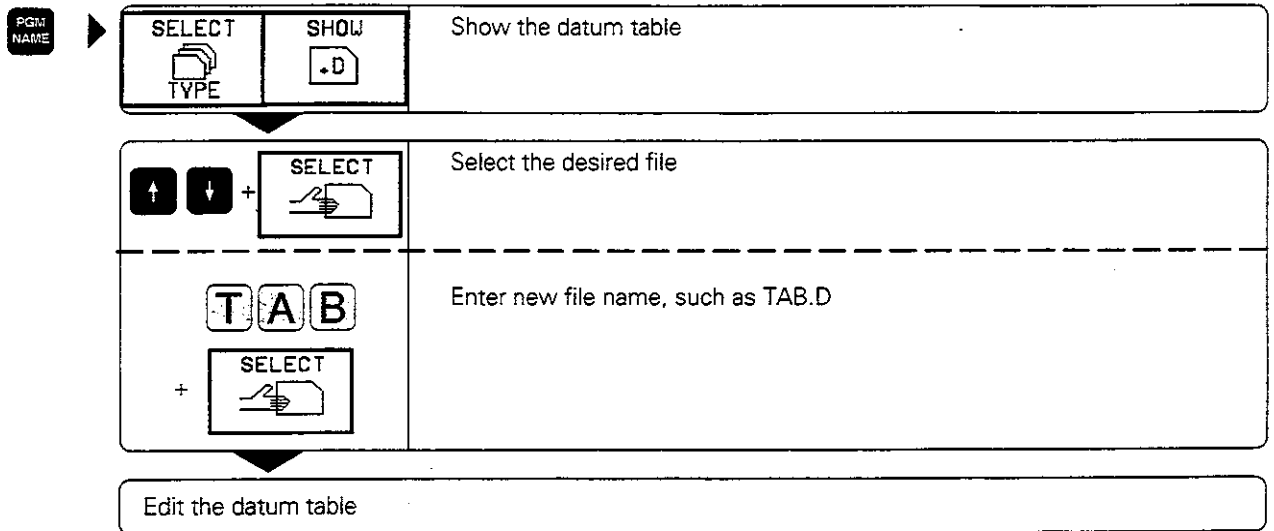 PGM
NAME
SELECT
TYPE
SHOW
.D
Show the datum table
+
SELECT
Select the desired file
TAB
+
SELECT
Enter new file name, such as TAB.D
Edit the datum table